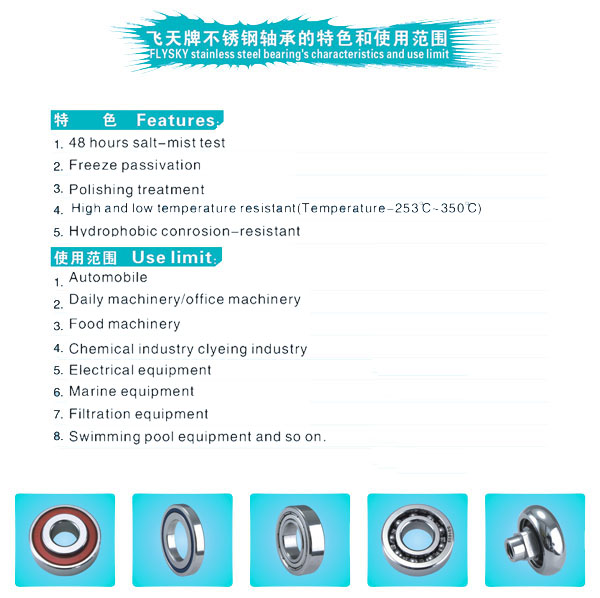 飞天牌不锈钢轴承的特色和使用范围
FLYSKY stainless steel bearing's characteristics and use limit
特 色 Features:
1. 48 hours salt-mist test
2. Freeze passivation
3. Polishing treatment
4. High and low temperature resistant(Temperature-253℃~350℃)
5. Hydrophobic conrosion-resistant
使用范围 Use limit:
1. Automobile
2. Daily machinery/office machinery
3. Food machinery
4. Chemical industry clyeing industry
5. Electrical equipment
6. Marine equipment
7. Filtration equipment
8. Swimming pool equipment and so on.